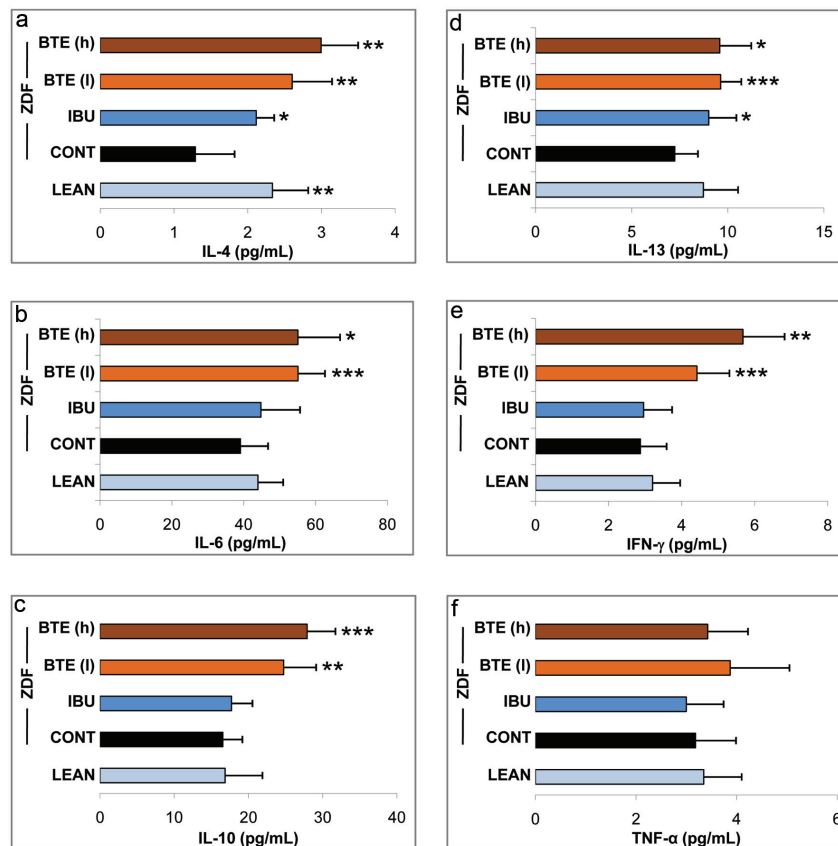 a
ZDF
BTE (h)
**
BTE (l)
**
IBU
*
CONT
LEAN
**
0 1 2 3 4
IL-4 (pg/mL)
d
ZDF
BTE (h)
*
BTE (l)
***
IBU
*
CONT
LEAN
0 5 10 15
IL-13 (pg/mL)
b
ZDF
BTE (h)
*
BTE (l)
***
IBU
CONT
LEAN
0 20 40 60 80
IL-6 (pg/mL)
e
ZDF
BTE (h)
**
BTE (l)
***
IBU
CONT
LEAN
0 2 4 6 8
IFN-γ (pg/mL)
c
ZDF
BTE (h)
***
BTE (l)
**
IBU
CONT
LEAN
0 10 20 30 40
IL-10 (pg/mL)
f
ZDF
BTE (h)
BTE (l)
IBU
CONT
LEAN
0 2 4 6
TNF-α (pg/mL)